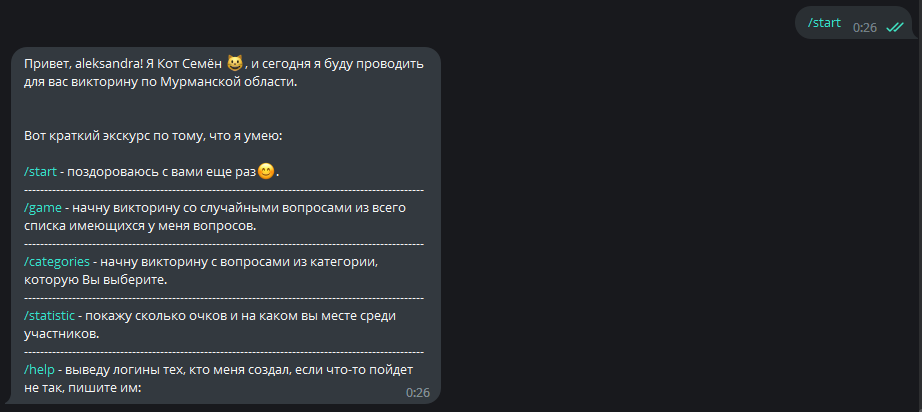 /start 0:26
Привет, aleksandra! Я Кот Семён 😺, и сегодня я буду проводить
для вас викторину по Мурманской области.
Вот краткий экскурс по тому, что я умею:
/start - поздороваюсь с вами еще раз😊.
----------------------------------------------------------------------------------------------------
/game - начну викторину со случайными вопросами из всего
списка имеющихся у меня вопросов.
----------------------------------------------------------------------------------------------------
/categories - начну викторину с вопросами из категории,
которую Вы выберите.
----------------------------------------------------------------------------------------------------
/statistic - покажу сколько очков и на каком вы месте среди
участников.
----------------------------------------------------------------------------------------------------
/help - выведу логины тех, кто меня создал, если что-то пойдет
не так, пишите им:
0:26